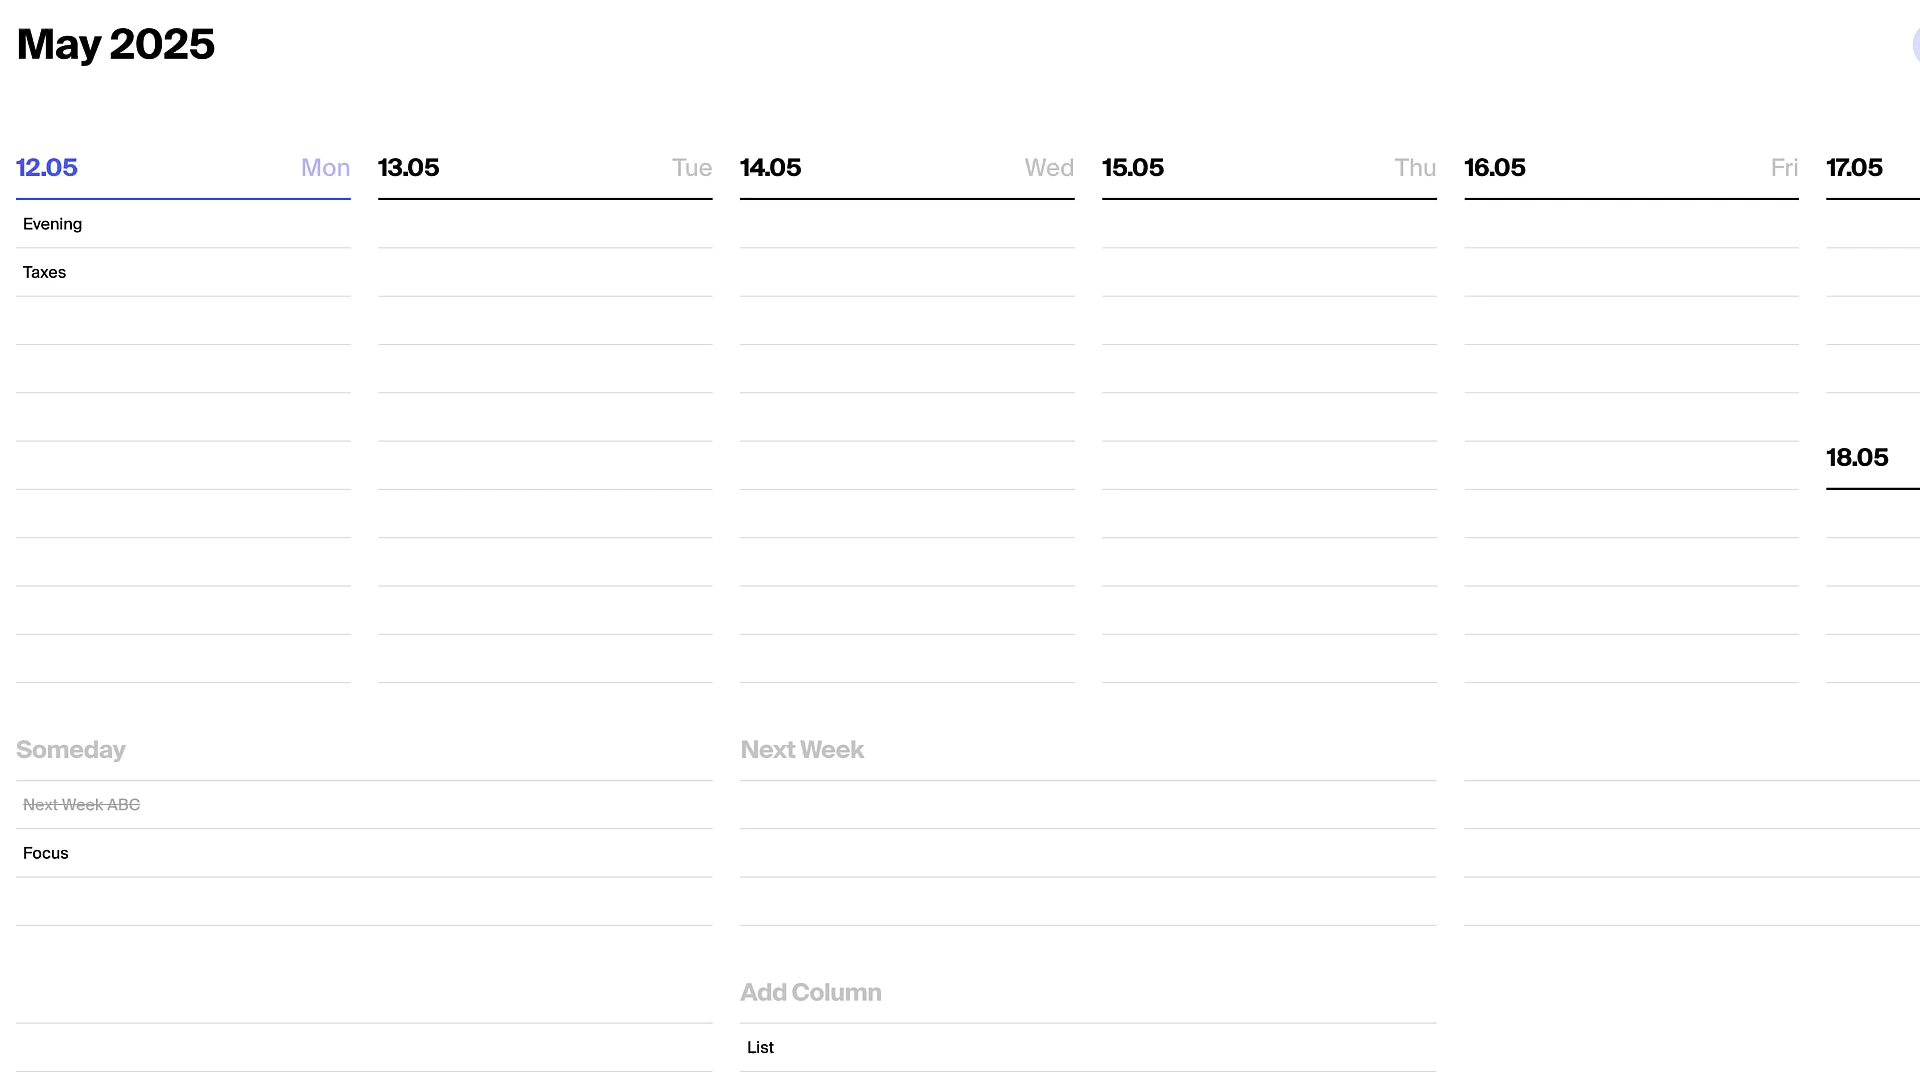 May 2025
12.05 Mon
13.05 Tue
14.05 Wed
15.05 Thu
16.05 Fri
17.05
Evening
Taxes
18.05
Someday
Next Week
Next Week ABC
Focus
Add Column
List